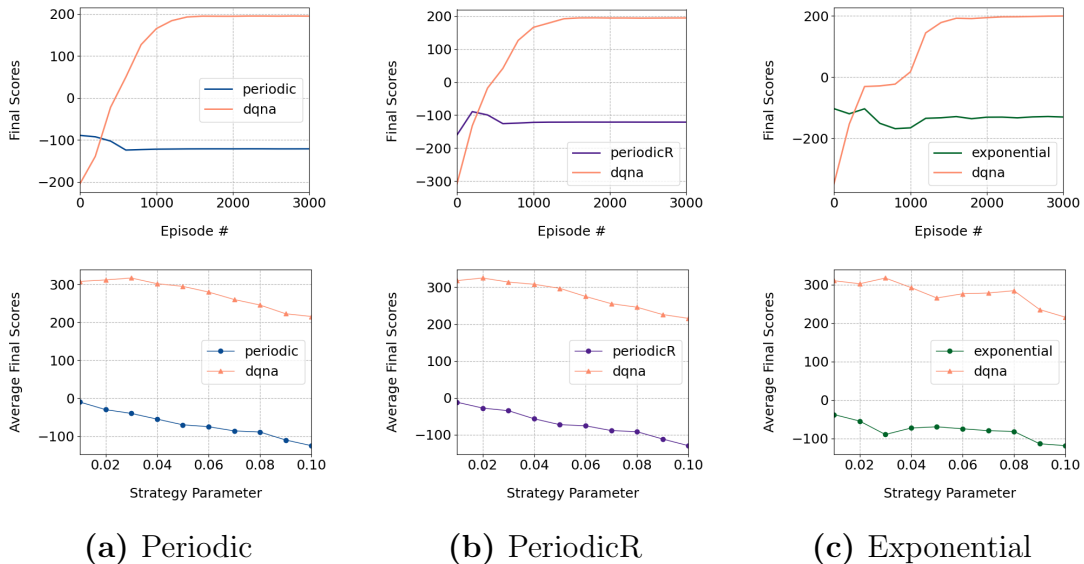 200
100
0
−100
−200
Final Scores
periodic
dqna
0 1000 2000 3000
Episode #
200
100
0
−100
−200
−300
Final Scores
periodicR
dqna
0 1000 2000 3000
Episode #
200
0
−200
Final Scores
exponential
dqna
0 1000 2000 3000
Episode #
300
200
100
0
−100
Average Final Scores
periodic
dqna
0.02 0.04 0.06 0.08 0.10
Strategy Parameter
300
200
100
0
−100
Average Final Scores
periodicR
dqna
0.02 0.04 0.06 0.08 0.10
Strategy Parameter
300
200
100
0
−100
Average Final Scores
exponential
dqna
0.02 0.04 0.06 0.08 0.10
Strategy Parameter
(a) Periodic
(b) PeriodicR
(c) Exponential